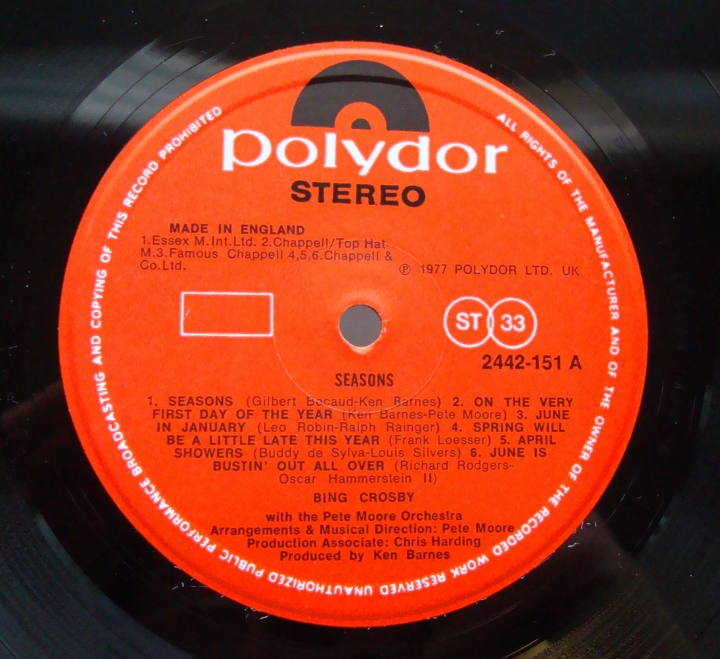 polydor
STEREO
ALL RIGHTS OF THE MANUFACTURER AND OF THE OWNER OF THE RECORDED WORK RESERVED UNAUTHORIZED PUBLIC PERFORMANCE BROADCASTING AND COPYING OF THIS RECORD PROHIBITED
MADE IN ENGLAND
1.Essex M.Int.Ltd. 2.Chappell/Top Hat
M.3.Famous Chappell 4,5,6.Chappell &
Co.Ltd.
℗ 1977 POLYDOR LTD. UK
ST 33
2442-151 A
SEASONS
1. SEASONS (Gilbert Becaud-Ken Barnes) 2. ON THE VERY
FIRST DAY OF THE YEAR (Ken Barnes-Pete Moore) 3. JUNE
IN JANUARY (Leo Robin-Ralph Rainger) 4. SPRING WILL
BE A LITTLE LATE THIS YEAR (Frank Loesser) 5. APRIL
SHOWERS (Buddy de Sylva-Louis Silvers) 6. JUNE IS
BUSTIN' OUT ALL OVER (Richard Rodgers-
Oscar Hammerstein II)
BING CROSBY
with the Pete Moore Orchestra
Arrangements & Musical Direction: Pete Moore
Production Associate: Chris Harding
Produced by Ken Barnes